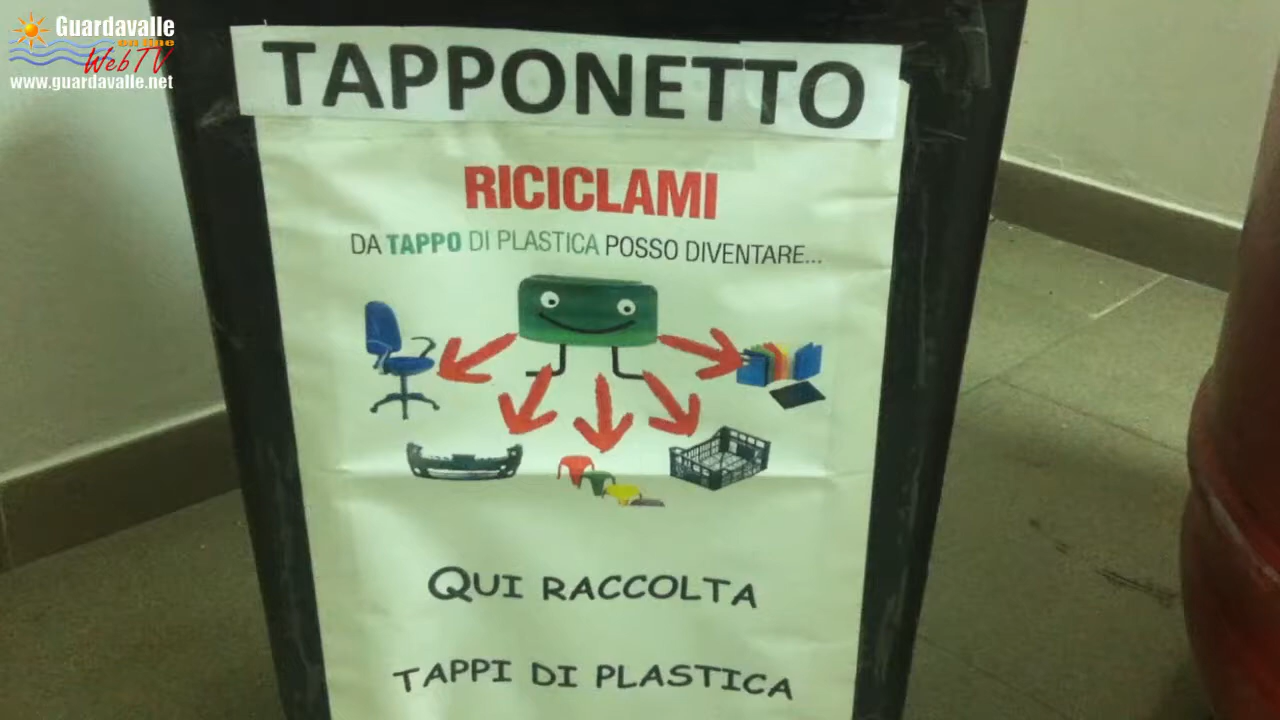 Guardavalle
on line
WebTV
www.guardavalle.net
TAPPONETTO
RICICLAMI
DA TAPPO DI PLASTICA POSSO DIVENTARE...
QUI RACCOLTA
TAPPI DI PLASTICA